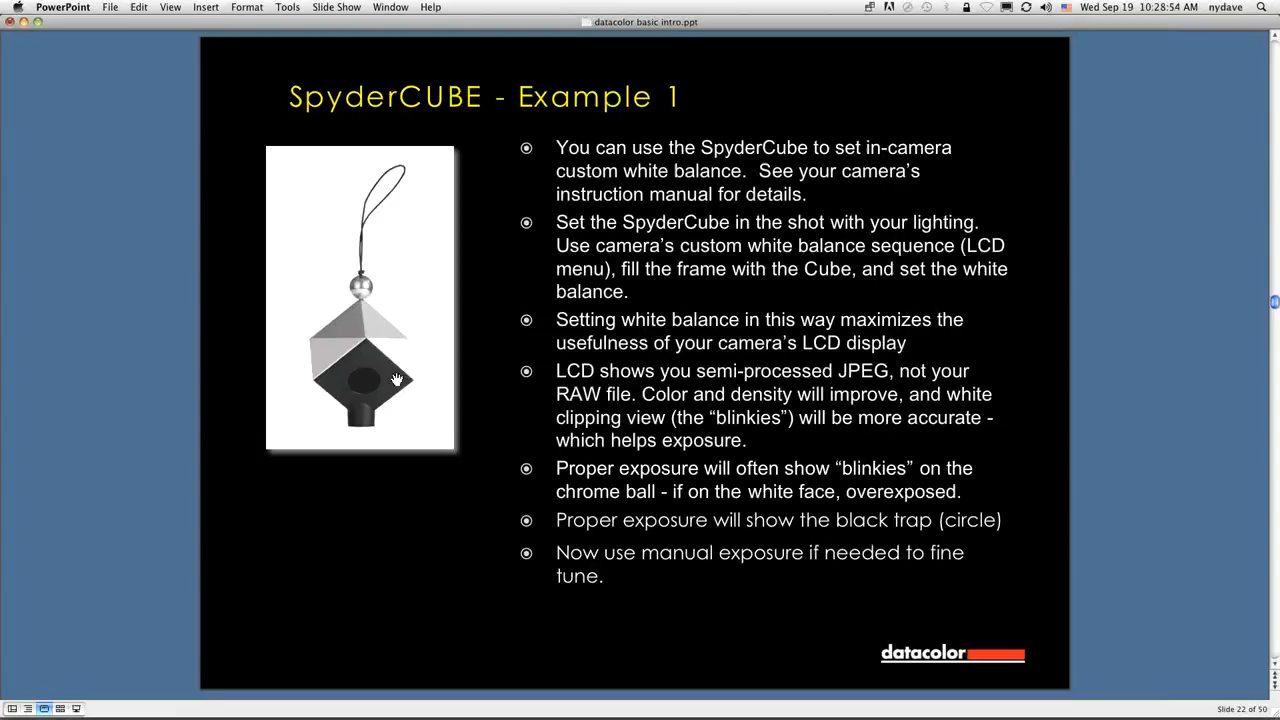 PowerPoint File Edit View Insert Format Tools Slide Show Window Help Wed Sep 19 10:28:54 AM nydave
datacolor basic intro.ppt
SpyderCUBE - Example 1
You can use the SpyderCube to set in-camera
custom white balance. See your camera’s
instruction manual for details.
Set the SpyderCube in the shot with your lighting.
Use camera’s custom white balance sequence (LCD
menu), fill the frame with the Cube, and set the white
balance.
Setting white balance in this way maximizes the
usefulness of your camera’s LCD display
LCD shows you semi-processed JPEG, not your
RAW file. Color and density will improve, and white
clipping view (the “blinkies”) will be more accurate -
which helps exposure.
Proper exposure will often show “blinkies” on the
chrome ball - if on the white face, overexposed.
Proper exposure will show the black trap (circle)
Now use manual exposure if needed to fine
tune.
datacolor
Slide 22 of 50